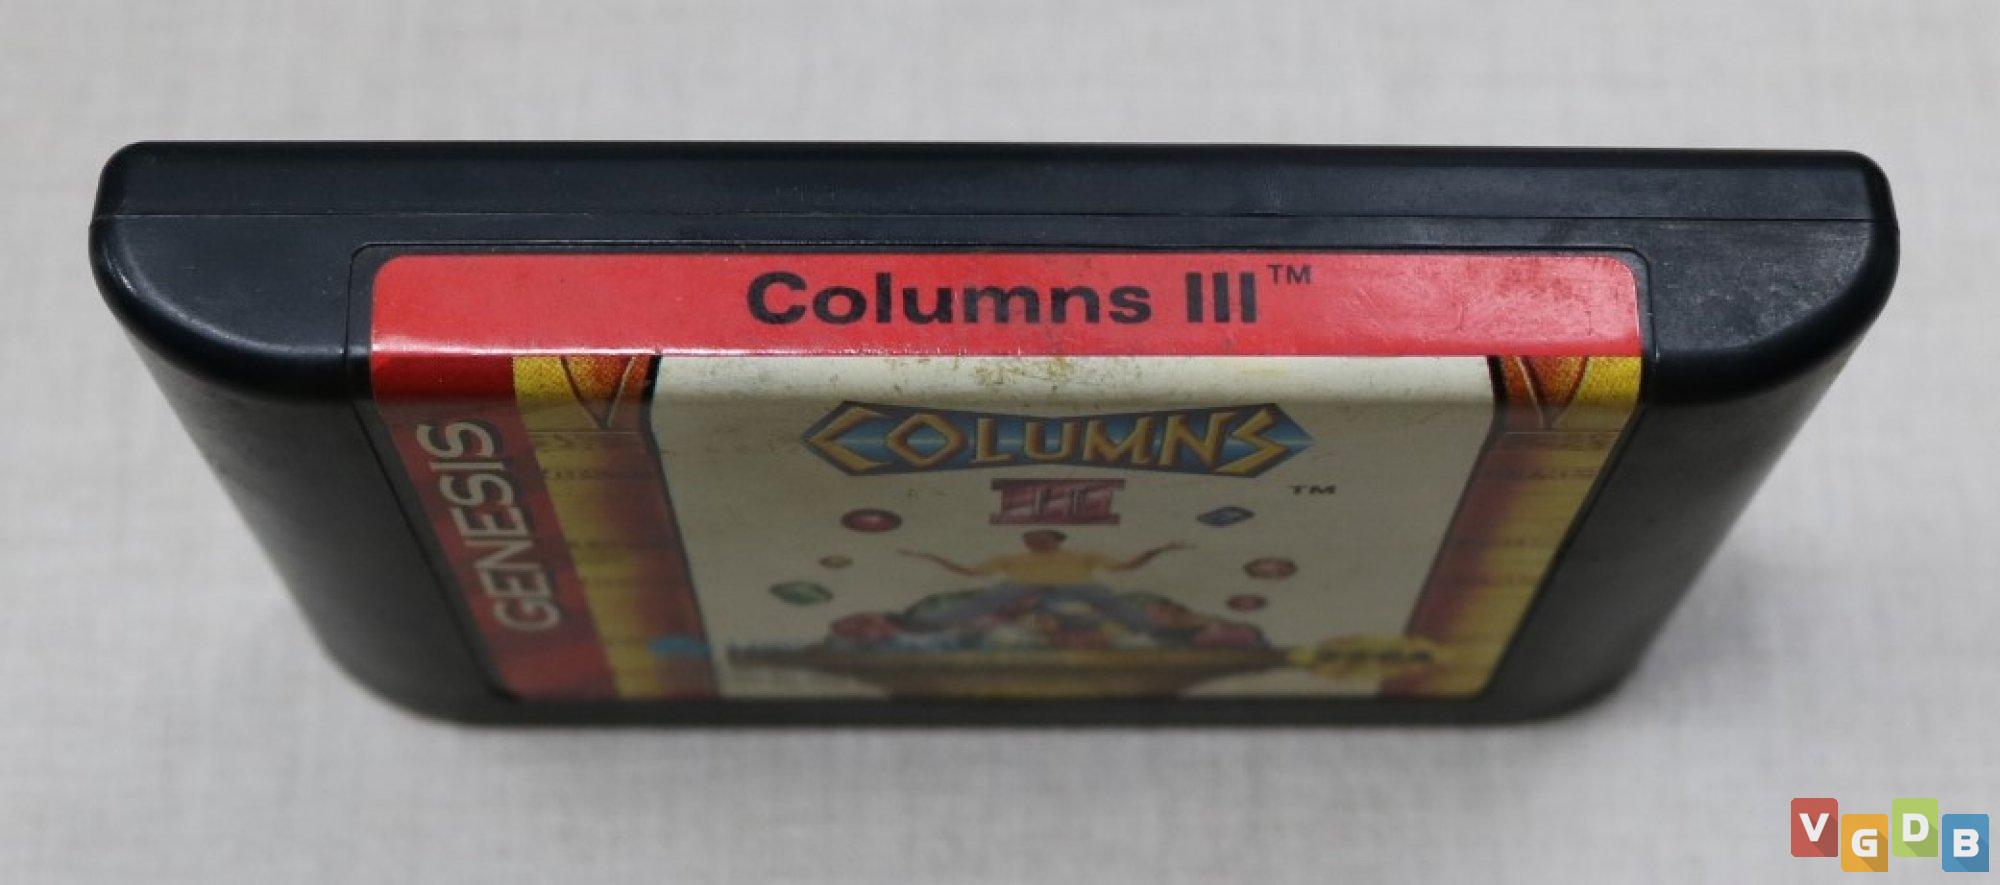 Columns III™
COLUMNS
III
™
GENESIS
SEGA
VGDB